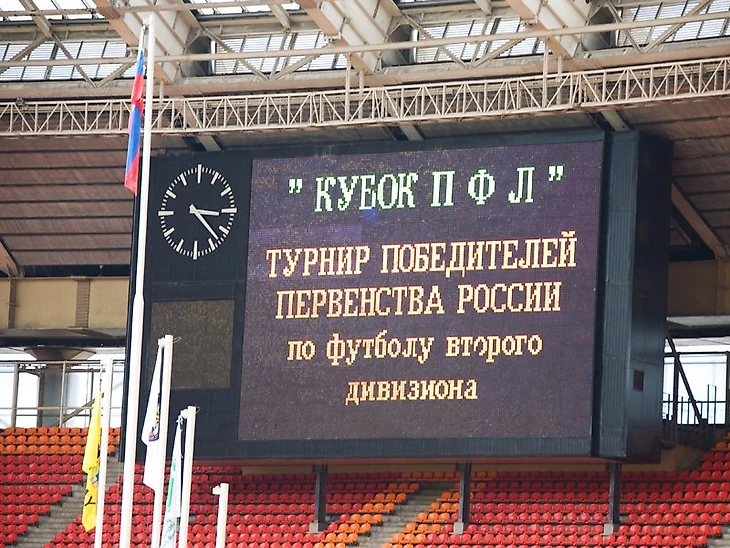 " КУБОК П Ф Л "
ТУРНИР ПОБЕДИТЕЛЕЙ
ПЕРВЕНСТВА РОССИИ
по футболу второго
дивизиона